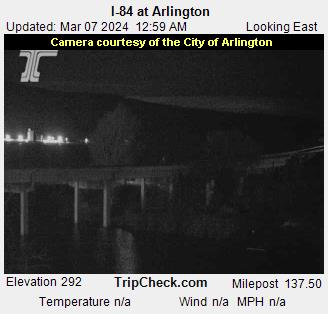 I-84 at Arlington
Updated: Mar 07 2024 12:59 AM Looking East
Camera courtesy of the City of Arlington
Elevation 292 TripCheck.com Milepost 137.50
Temperature n/a Wind n/a MPH n/a